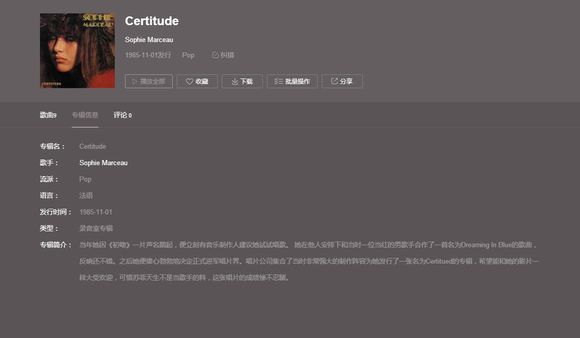 SOPHIE
MARCEAU
Certitude
Sophie Marceau
1985-11-01发行 Pop 纠错
播放全部 收藏 下载 批量操作 分享
歌曲9 专辑信息 评论 0
专辑名： Certitude
歌手： Sophie Marceau
流派： Pop
语言： 法语
发行时间： 1985-11-01
类型： 录音室专辑
专辑简介： 当年她因《初吻》一片声名鹊起，便立刻有音乐制作人建议她試試唱歌。 她在他人安排下和当时一位当红的男歌手合作了一首名为Dreaming In Blue的歌曲，
反响还不错。之后她便雄心勃勃地决定正式进军唱片界。唱片公司集合了当时非常强大的制作阵容为她发行了一张名为Certitued的专辑，希望能和她的影片一
样大受欢迎，可惜苏菲天生不是当歌手的料，这张唱片的成绩惨不忍睹。